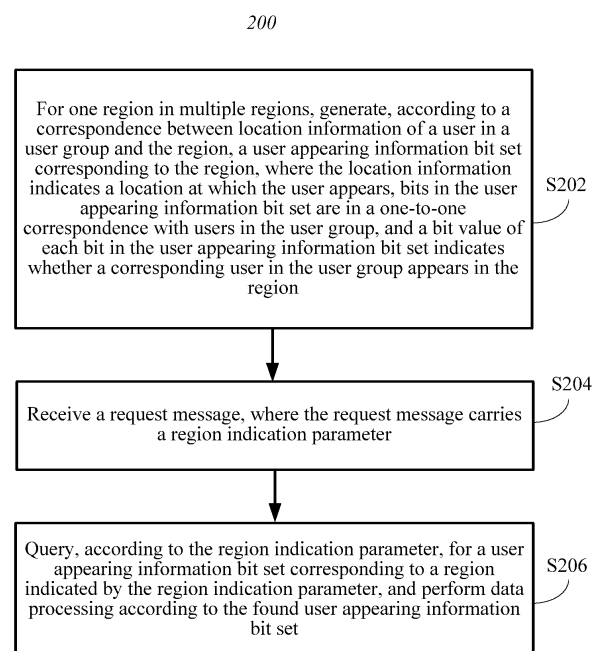 200
For one region in multiple regions, generate, according to a
correspondence between location information of a user in a
user group and the region, a user appearing information bit set
corresponding to the region, where the location information
indicates a location at which the user appears, bits in the user
appearing information bit set are in a one-to-one
correspondence with users in the user group, and a bit value of
each bit in the user appearing information bit set indicates
whether a corresponding user in the user group appears in the
region
S202
Receive a request message, where the request message carries
a region indication parameter
S204
Query, according to the region indication parameter, for a user
appearing information bit set corresponding to a region
indicated by the region indication parameter, and perform data
processing according to the found user appearing information
bit set
S206